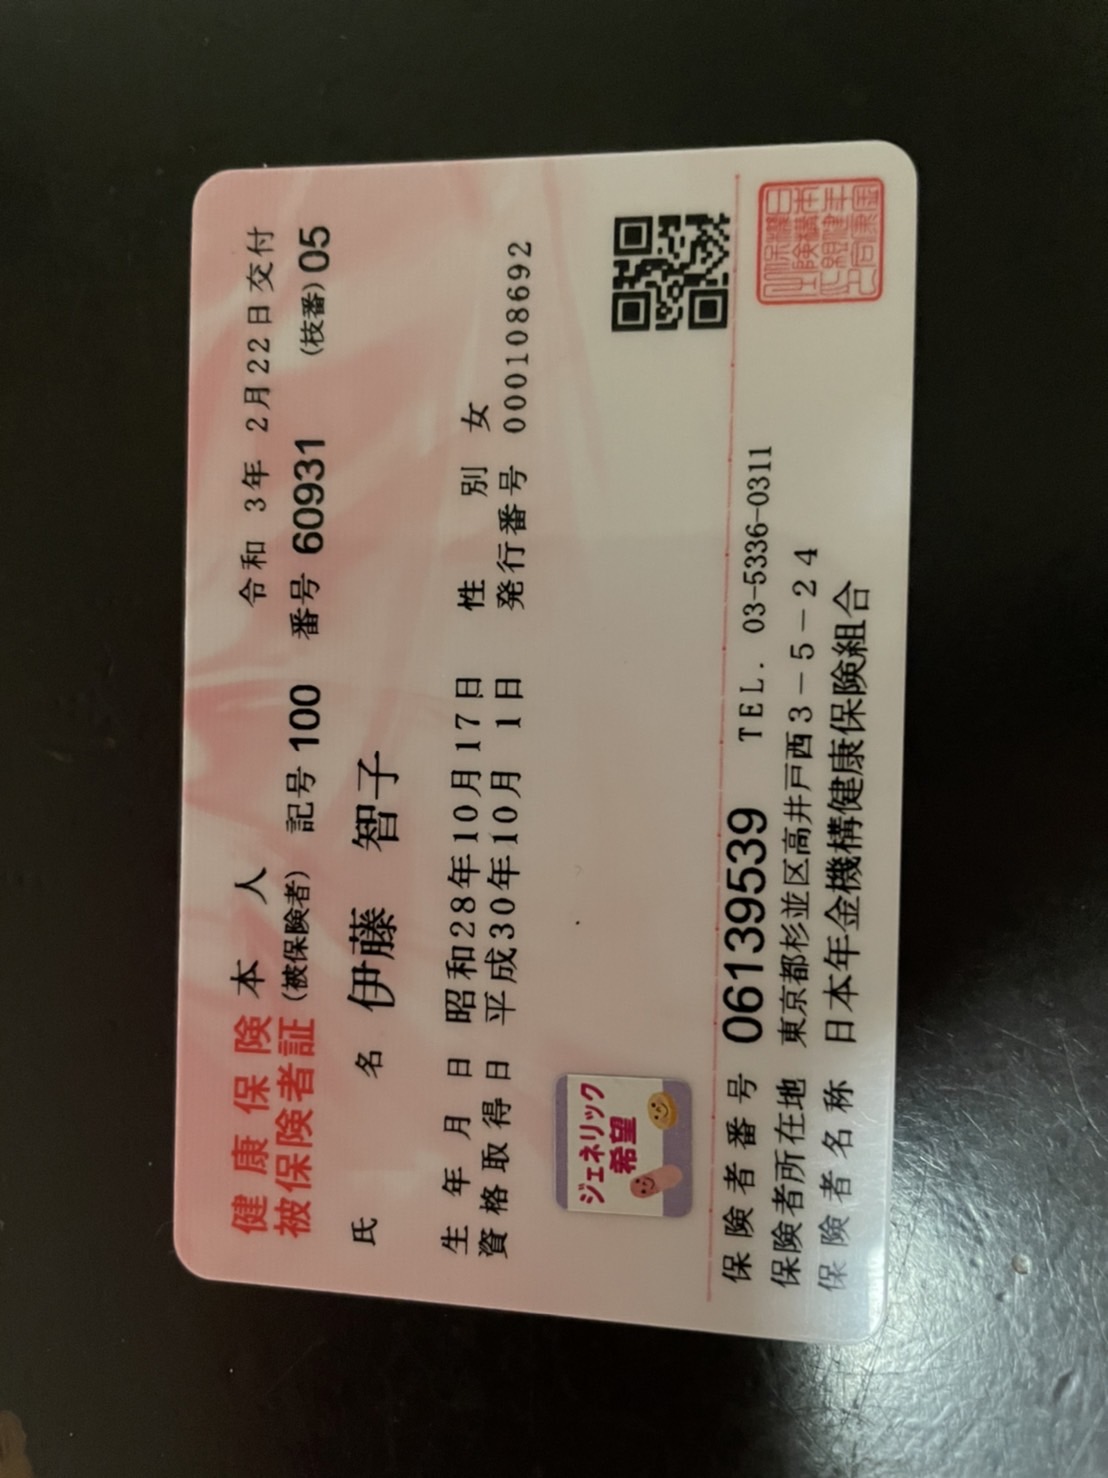 健康保険 本人 令和 3年 2月22日交付
被保険者証 (被保険者) 記号 100 番号 60931 (枝番) 05
氏 名 伊藤 智子
生年月日 昭和28年10月17日 性 別 女
資格取得日 平成30年10月 1日 発行番号 000108692
ジェネリック
希望
保険者番号 06139539 TEL. 03-5336-0311
保険者所在地 東京都杉並区高井戸西3-5-24
保険者名称 日本年金機構健康保険組合